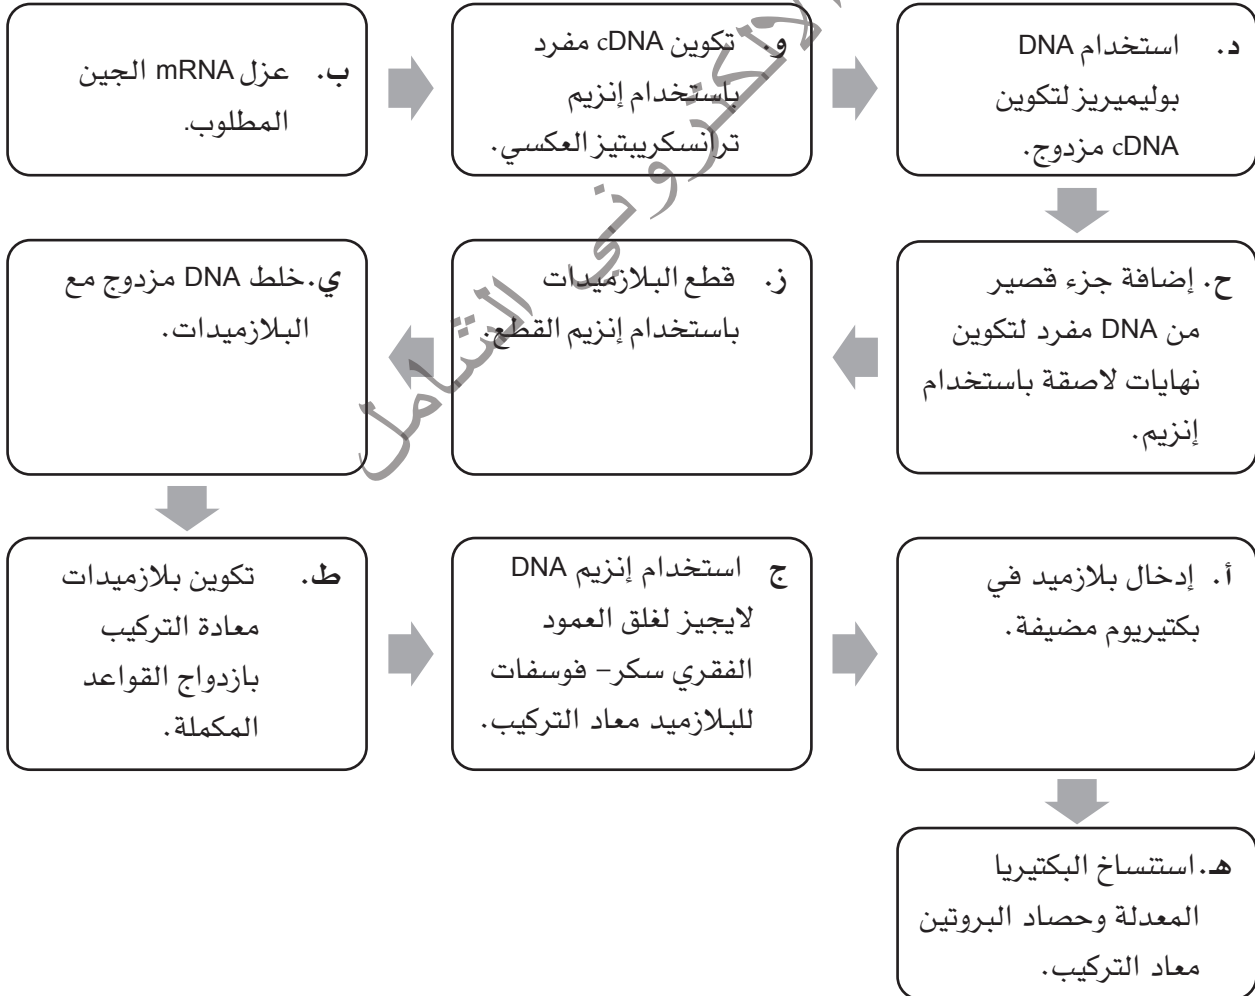 ب. عزل mRNA الجين
المطلوب.
و. تكوين cDNA مفرد
باستخدام إنزيم
ترانسكريبتيز العكسي.
د. استخدام DNA
بوليميريز لتكوين
cDNA مزدوج.
ح. إضافة جزء قصير
من DNA مفرد لتكوين
نهايات لاصقة باستخدام
إنزيم.
ز. قطع البلازميدات
باستخدام إنزيم القطع.
ي. خلط DNA مزدوج مع
البلازميدات.
ط. تكوين بلازميدات
معادة التركيب
بازدواج القواعد
المكملة.
ج استخدام إنزيم DNA
لايجيز لغلق العمود
الفقري سكر– فوسفات
للبلازميد معاد التركيب.
أ. إدخال بلازميد في
بكتيريوم مضيفة.
هـ. استنساخ البكتيريا
المعدلة وحصاد البروتين
معاد التركيب.
الالكتروني الشامل